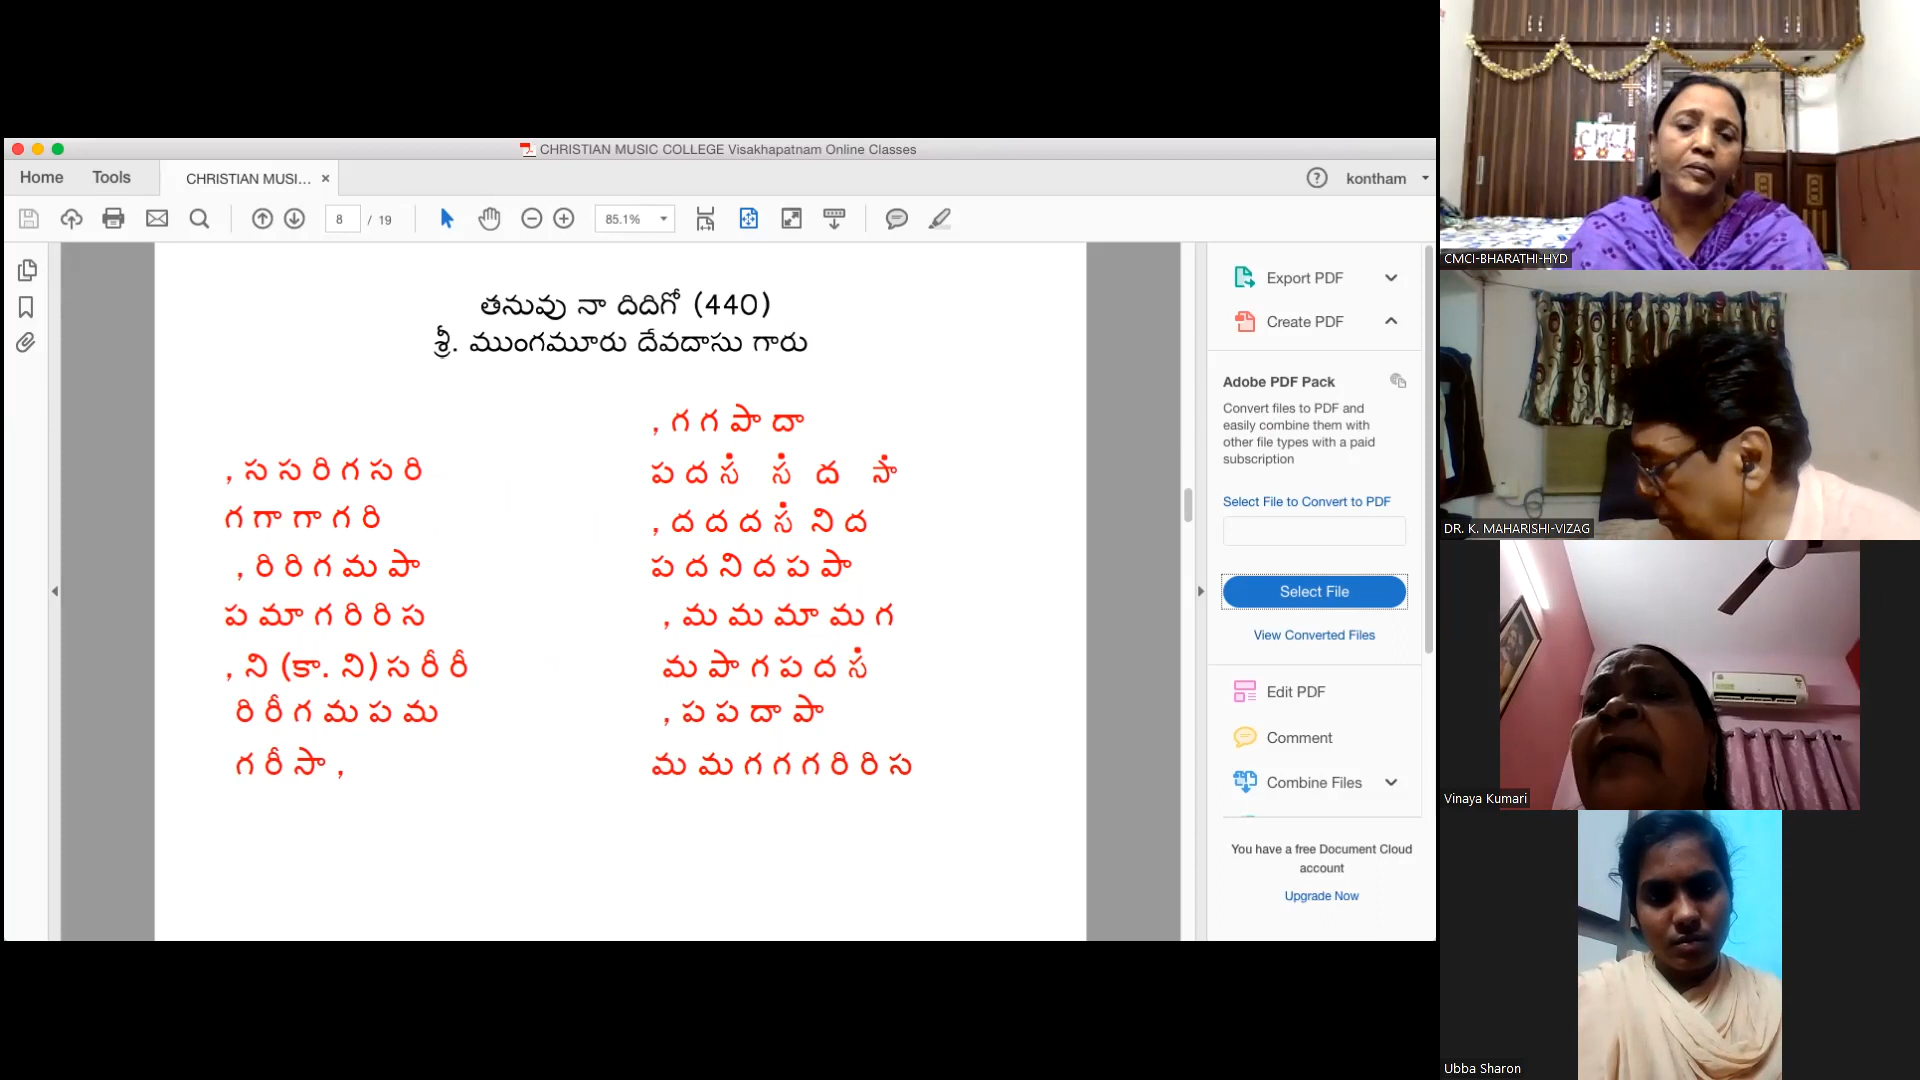 CHRISTIAN MUSIC COLLEGE Visakhapatnam Online Classes
Home Tools CHRISTIAN MUSI... × kontham
8 / 19 85.1%
తనువు నా దిదిగో (440)
శ్రీ. ముంగమూరు దేవదాసు గారు
, స స రి గ స రి
గ గా గా గ రి
, రి రి గ మ పా
ప మా గ రి రి స
, ని (కా. ని) స రీ రీ
రి రీ గ మ ప మ
గ రీ సా ,
, గ గ పా దా
ప ద స̇ స̇ ద సా̇
, ద ద ద స̇ ని ద
ప ద ని ద ప పా
, మ మ మా మ గ
మ పా గ ప ద స̇
, ప ప దా పా
మ మ గ గ గ రి రి స
Export PDF
Create PDF
Adobe PDF Pack
Convert files to PDF and
easily combine them with
other file types with a paid
subscription
Select File to Convert to PDF
Select File
View Converted Files
Edit PDF
Comment
Combine Files
You have a free Document Cloud
account
Upgrade Now
CMCI
CMCI-BHARATHI-HYD
DR. K. MAHARISHI-VIZAG
Vinaya Kumari
Ubba Sharon